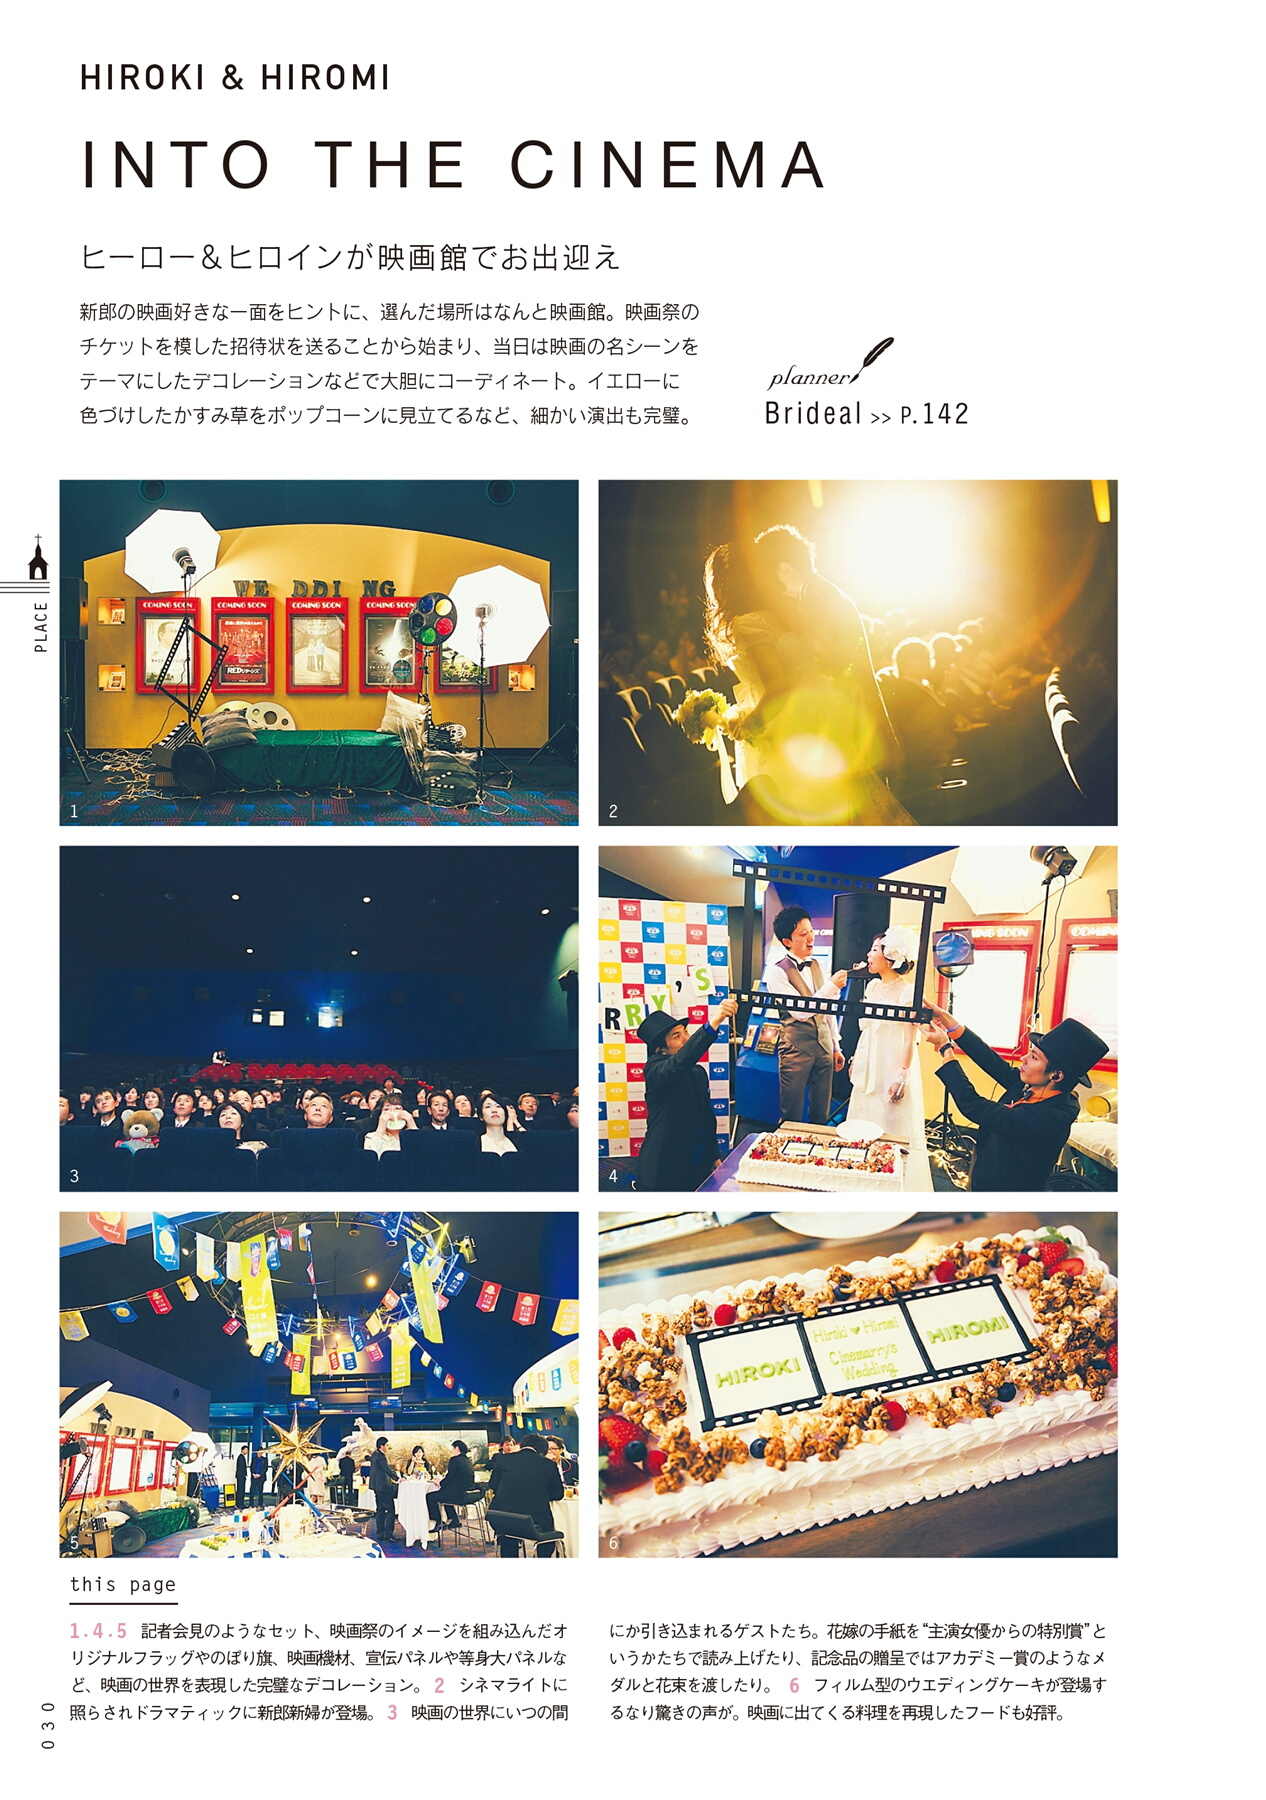 HIROKI & HIROMI
INTO THE CINEMA
ヒーロー&ヒロインが映画館でお出迎え
新郎の映画好きな一面をヒントに、選んだ場所はなんと映画館。映画祭の
チケットを模した招待状を送ることから始まり、当日は映画の名シーンを
テーマにしたデコレーションなどで大胆にコーディネート。イエローに
色づけしたかすみ草をポップコーンに見立てるなど、細かい演出も完璧。
planner
Brideal >> P.142
PLACE
WE DDI NG
COMING SOON
COMING SOON
COMING SOON
COMING SOON
RED
1
2
3
RRY'S
4
5
HIROKI
Hiroki ♥ Hiromi
Cinemarry's
Wedding
HIROMI
6
this page
1.4.5 記者会見のようなセット、映画祭のイメージを組み込んだオ
リジナルフラッグやのぼり旗、映画機材、宣伝パネルや等身大パネルな
ど、映画の世界を表現した完璧なデコレーション。 2 シネマライトに
照らされドラマティックに新郎新婦が登場。 3 映画の世界にいつの間
にか引き込まれるゲストたち。花嫁の手紙を“主演女優からの特別賞”と
いうかたちで読み上げたり、記念品の贈呈ではアカデミー賞のようなメ
ダルと花束を渡したり。 6 フィルム型のウエディングケーキが登場す
るなり驚きの声が。映画に出てくる料理を再現したフードも好評。
030